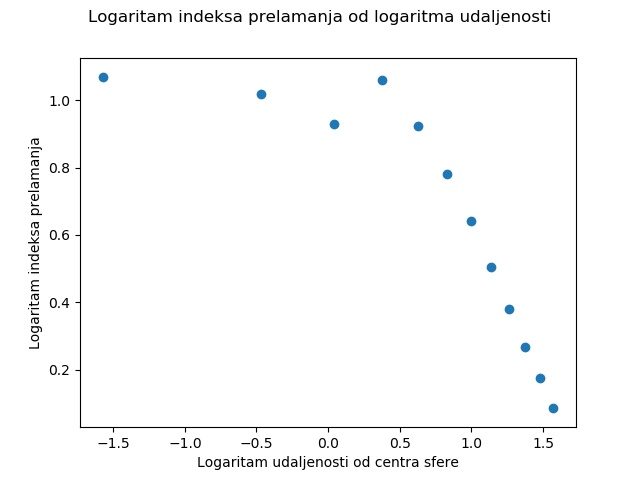 Logaritam indeksa prelamanja od logaritma udaljenosti
Logaritam indeksa prelamanja
1.0
0.8
0.6
0.4
0.2
−1.5 −1.0 −0.5 0.0 0.5 1.0 1.5
Logaritam udaljenosti od centra sfere